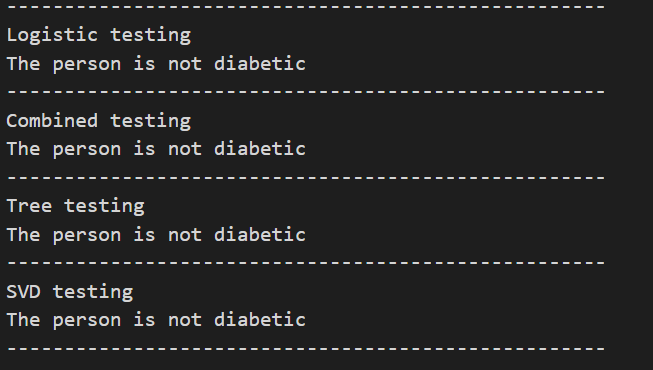 ----------------------------------------------------
Logistic testing
The person is not diabetic
----------------------------------------------------
Combined testing
The person is not diabetic
----------------------------------------------------
Tree testing
The person is not diabetic
----------------------------------------------------
SVD testing
The person is not diabetic
----------------------------------------------------